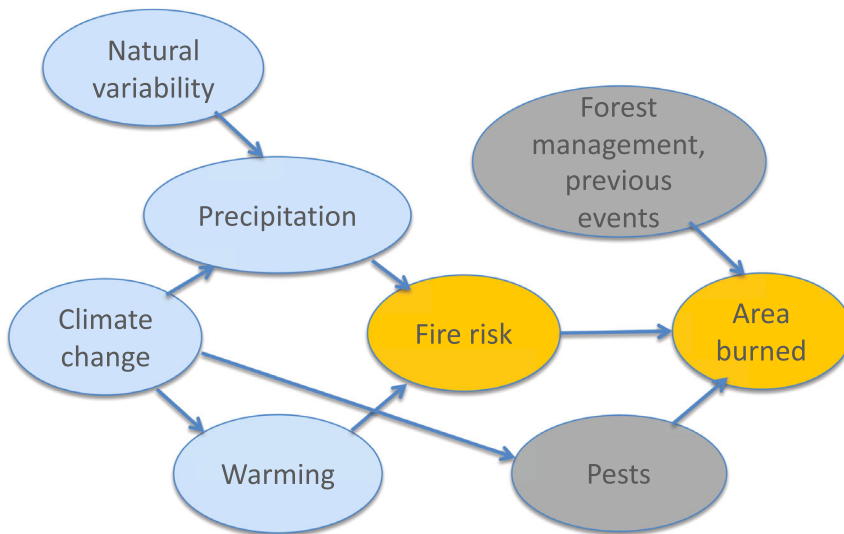 Natural
variability
Forest
management,
previous
events
Precipitation
Climate
change
Fire risk
Area
burned
Warming
Pests